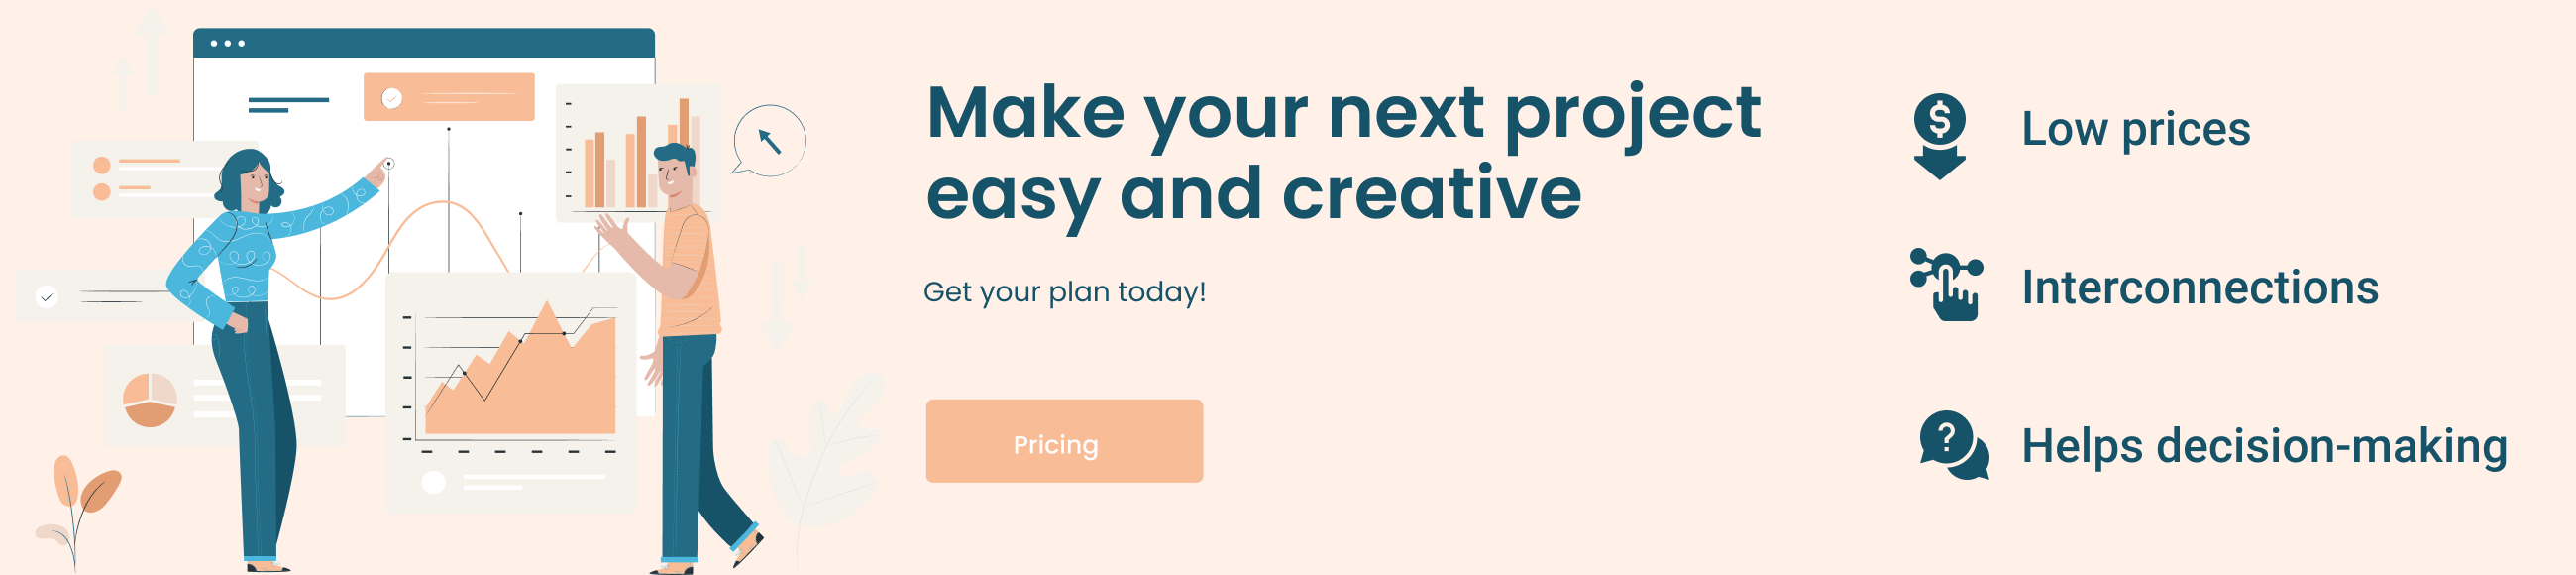 Make your next project
easy and creative
Get your plan today!
Pricing
$
Low prices
Interconnections
?
Helps decision-making